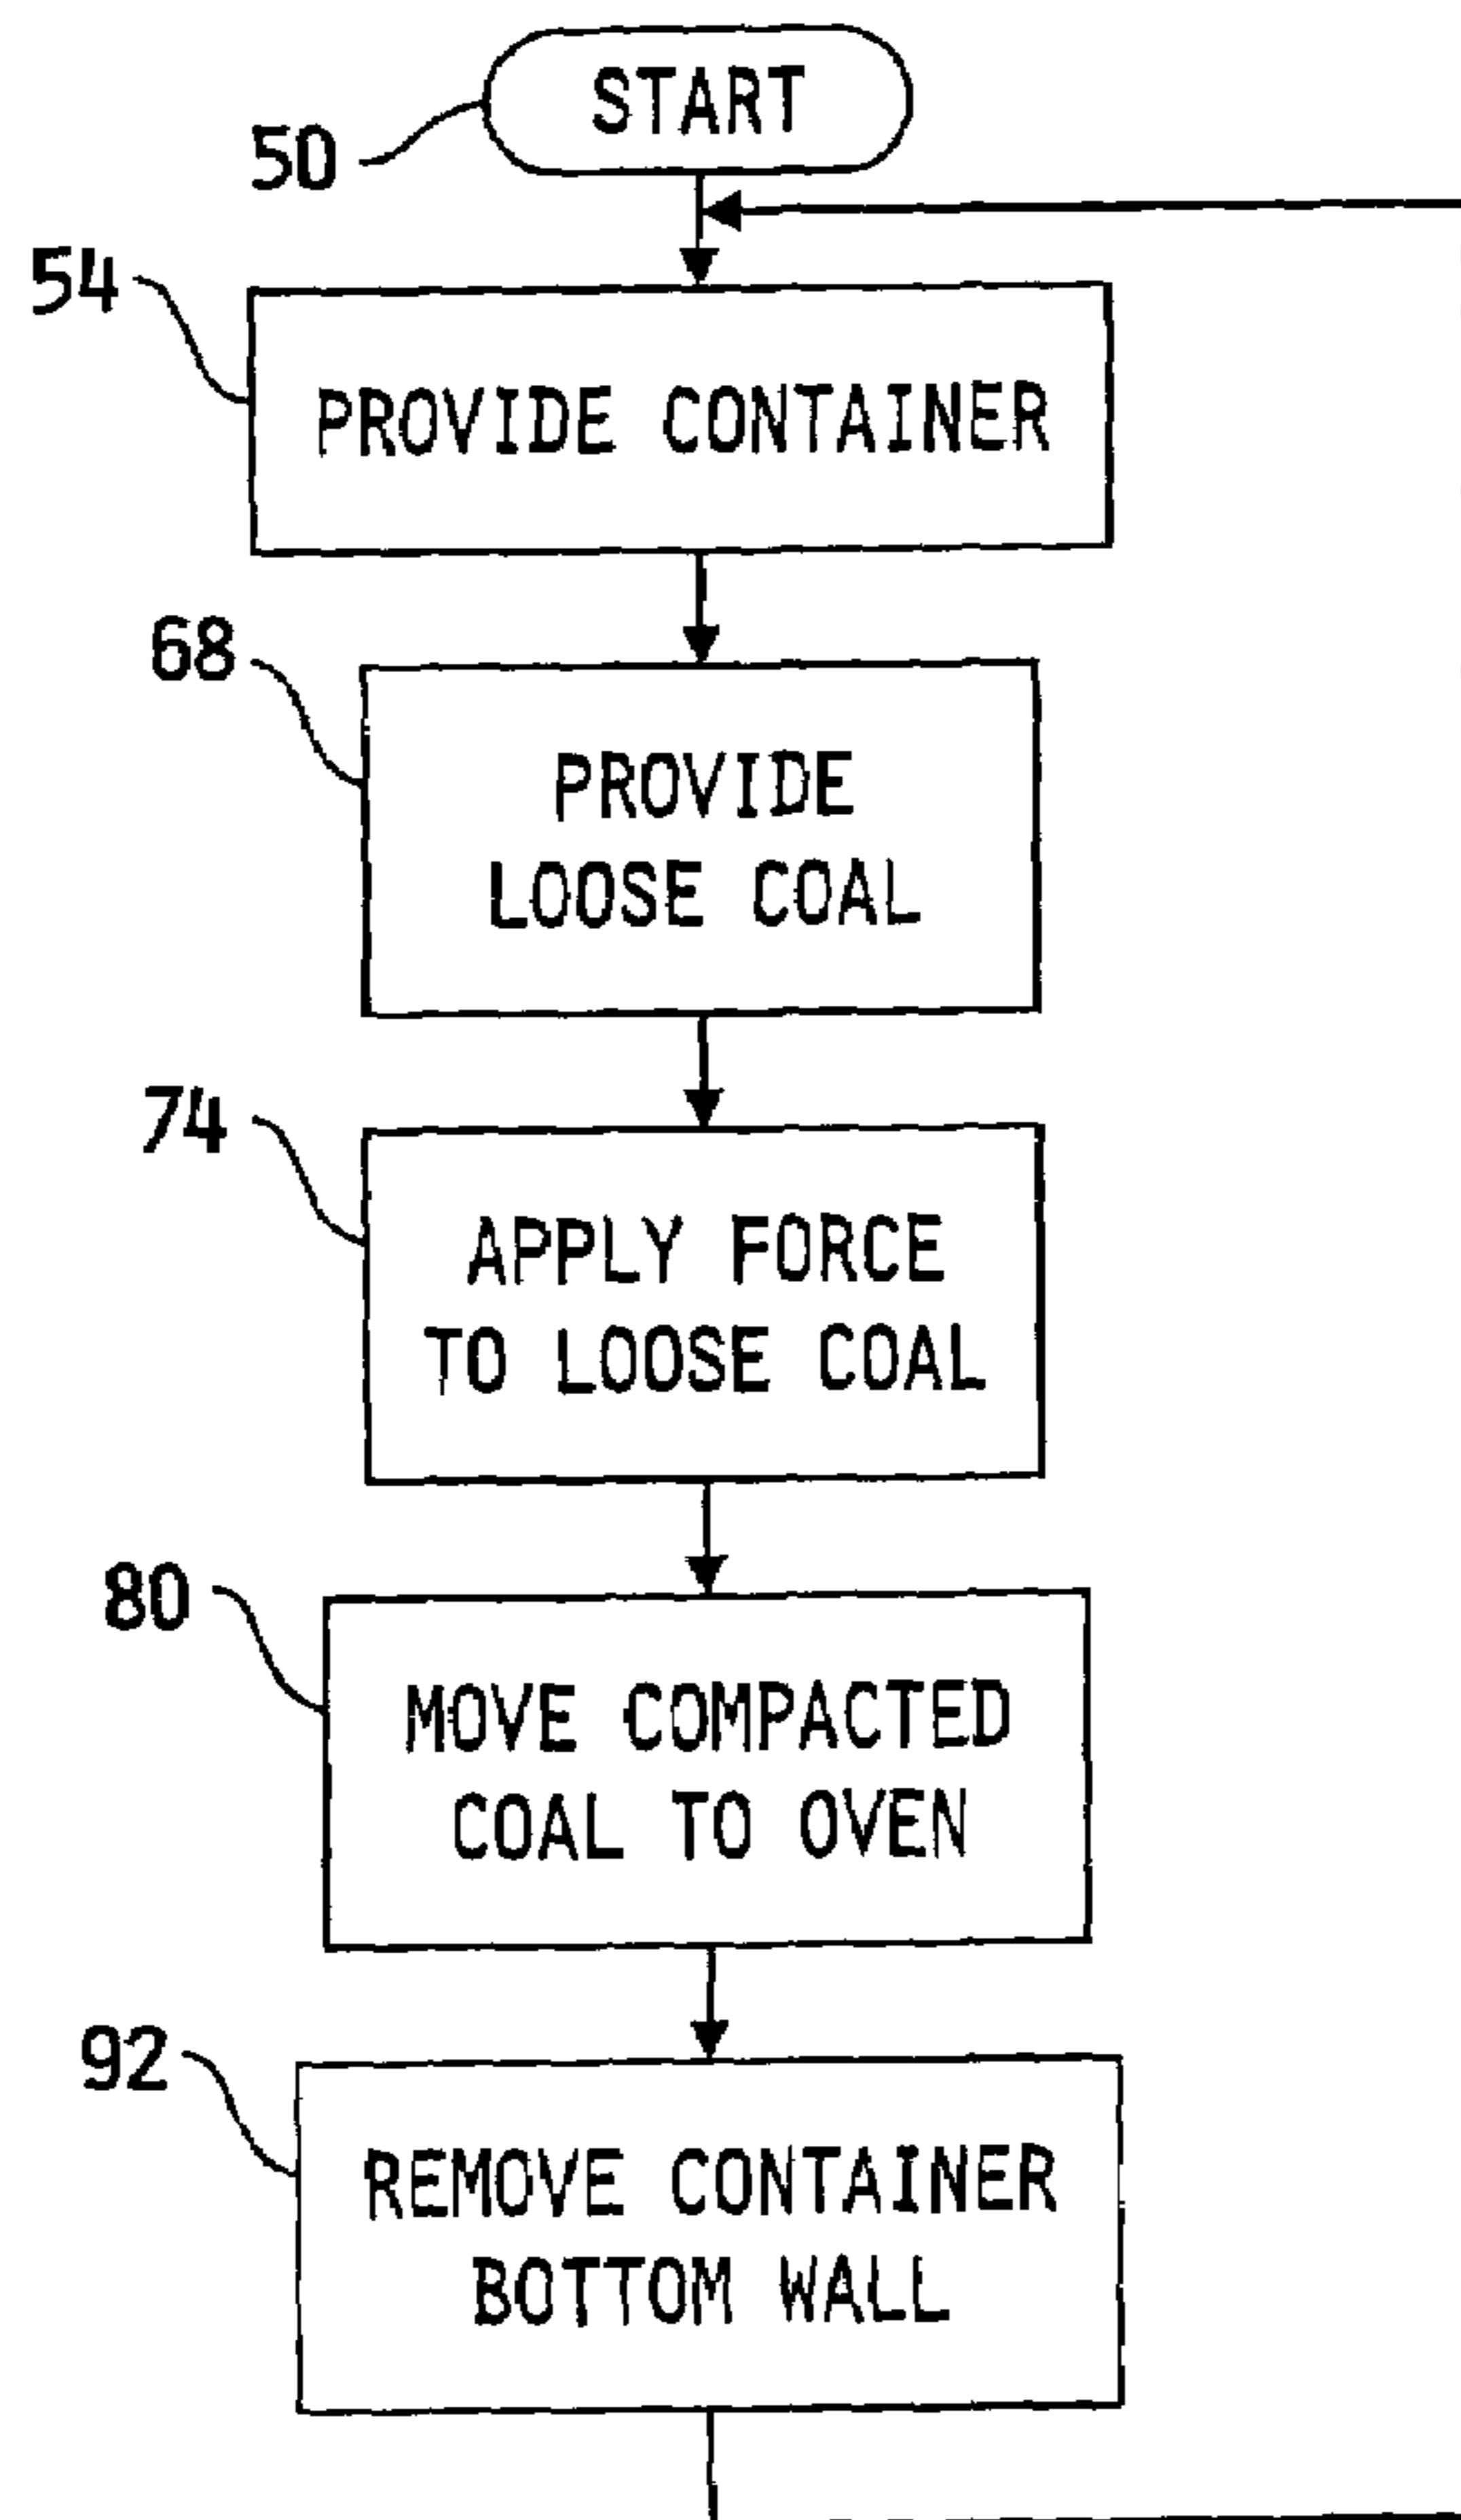 START
50
54
PROVIDE CONTAINER
68
PROVIDE
LOOSE COAL
74
APPLY FORCE
TO LOOSE COAL
80
MOVE COMPACTED
COAL TO OVEN
92
REMOVE CONTAINER
BOTTOM WALL